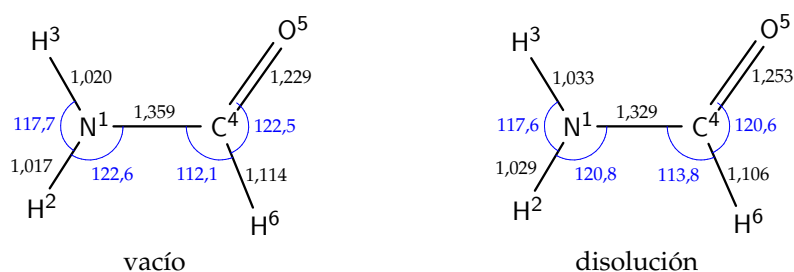 O⁵ O⁵
H³ H³
1,020 1,229 1,033 1,253
1,359 1,329
117,7 N¹ C⁴ 122,5 117,6 N¹ C⁴ 120,6
1,017 122,6 112,1 1,114 1,029 120,8 113,8 1,106
H² H⁶ H² H⁶
vacío disolución